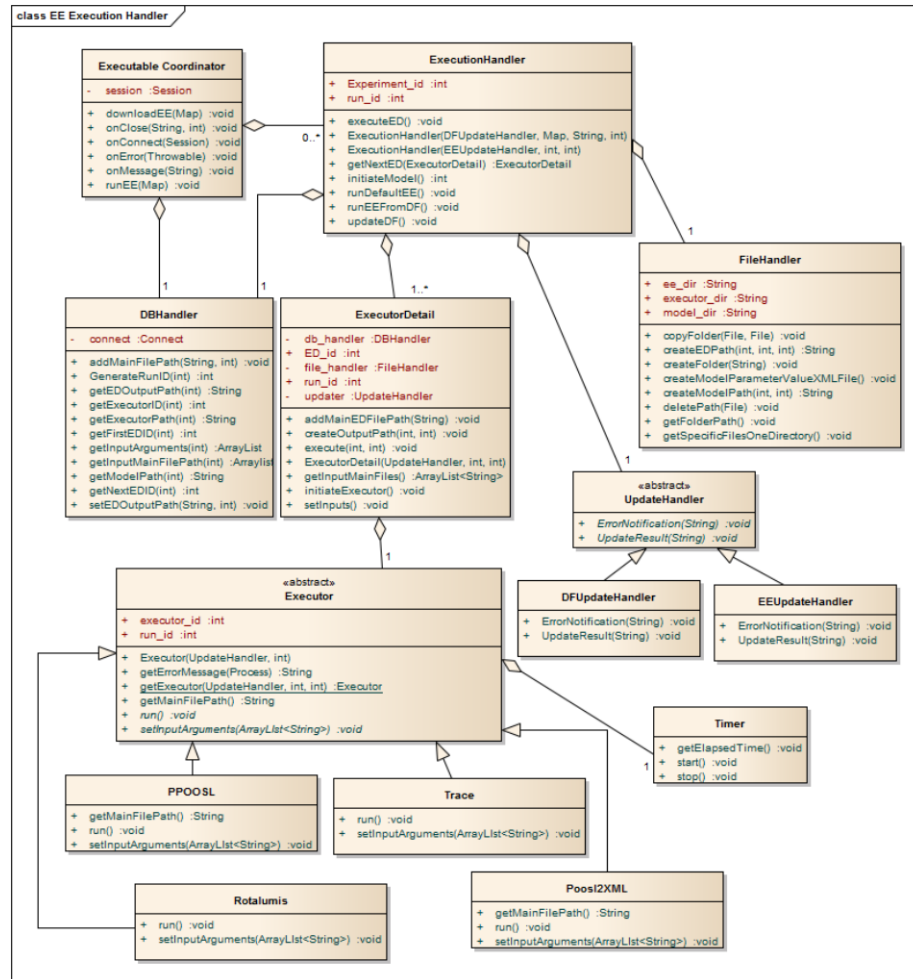 class EE Execution Handler
Executable Coordinator
- session :Session
+ downloadEE(Map) :void
+ onClose(String, int) :void
+ onConnect(Session) :void
+ onError(Throwable) :void
+ onMessage(String) :void
+ runEE(Map) :void
ExecutionHandler
+ Experiment_id :int
+ run_id :int
+ executeED() :void
+ ExecutionHandler(DFUpdateHandler, Map, String, int)
+ ExecutionHandler(EEUpdateHandler, int, int)
+ getNextED(ExecutorDetail) :ExecutorDetail
+ initiateModel() :int
+ runDefaultEE() :void
+ runEEFromDF() :void
+ updateDF() :void
0..*
1
1
1..*
1
DBHandler
- connect :Connect
+ addMainFilePath(String, int) :void
+ GenerateRunID(int) :int
+ getEDOutputPath(int) :String
+ getExecutorID(int) :int
+ getExecutorPath(int) :String
+ getFirstEDID(int) :int
+ getInputArguments(int) :ArrayList
+ getInputMainFilePath(int) :Arraylist
+ getModelPath(int) :String
+ getNextEDID(int) :int
+ setEDOutputPath(String, int) :void
ExecutorDetail
- db_handler :DBHandler
+ ED_id :int
- file_handler :FileHandler
+ run_id :int
- updater :UpdateHandler
+ addMainEDFilePath(String) :void
+ createOutputPath(int, int) :void
+ execute(int, int) :void
+ ExecutorDetail(UpdateHandler, int, int)
+ getInputMainFiles() :ArrayList<String>
+ initiateExecutor() :void
+ setInputs() :void
FileHandler
+ ee_dir :String
+ executor_dir :String
+ model_dir :String
+ copyFolder(File, File) :void
+ createEDPath(int, int, int) :String
+ createFolder(String) :void
+ createModelParameterValueXMLFile() :void
+ createModelPath(int, int) :String
+ deletePath(File) :void
+ getFolderPath() :void
+ getSpecificFilesOneDirectory() :void
1
«abstract»
UpdateHandler
+ ErrorNotification(String) :void
+ UpdateResult(String) :void
1
«abstract»
Executor
+ executor_id :int
+ run_id :int
+ Executor(UpdateHandler, int)
+ getErrorMessage(Process) :String
+ getExecutor(UpdateHandler, int, int) :Executor
+ getMainFilePath() :String
+ run() :void
+ setInputArguments(ArrayList<String>) :void
DFUpdateHandler
+ ErrorNotification(String) :void
+ UpdateResult(String) :void
EEUpdateHandler
+ ErrorNotification(String) :void
+ UpdateResult(String) :void
Timer
+ getElapsedTime() :void
+ start() :void
+ stop() :void
1
PPOOSL
+ getMainFilePath() :String
+ run() :void
+ setInputArguments(ArrayLIst<String>) :void
Trace
+ run() :void
+ setInputArguments(ArrayLIst<String>) :void
Rotalumis
+ run() :void
+ setInputArguments(ArrayLIst<String>) :void
Poosl2XML
+ getMainFilePath() :String
+ run() :void
+ setInputArguments(ArrayLIst<String>) :void